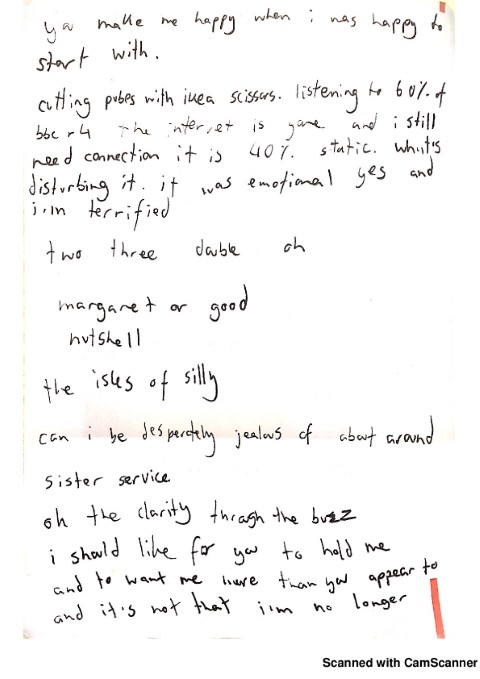 you make me happy when i was happy to
start with.
cutting pubes with ikea scissors. listening to 60% of
bbc r4 The internet is gone and i still
need connection it is 40% static. what's
disturbing it. it was emotional yes and
i'm terrified
two three double oh
margaret or good
nutshell
the isles of silly
can i be desperately jealous of about around
sister service
oh the clarity through the buzz
i should like for you to hold me
and to want me more than you appear to
and it's not that i'm no longer
Scanned with CamScanner